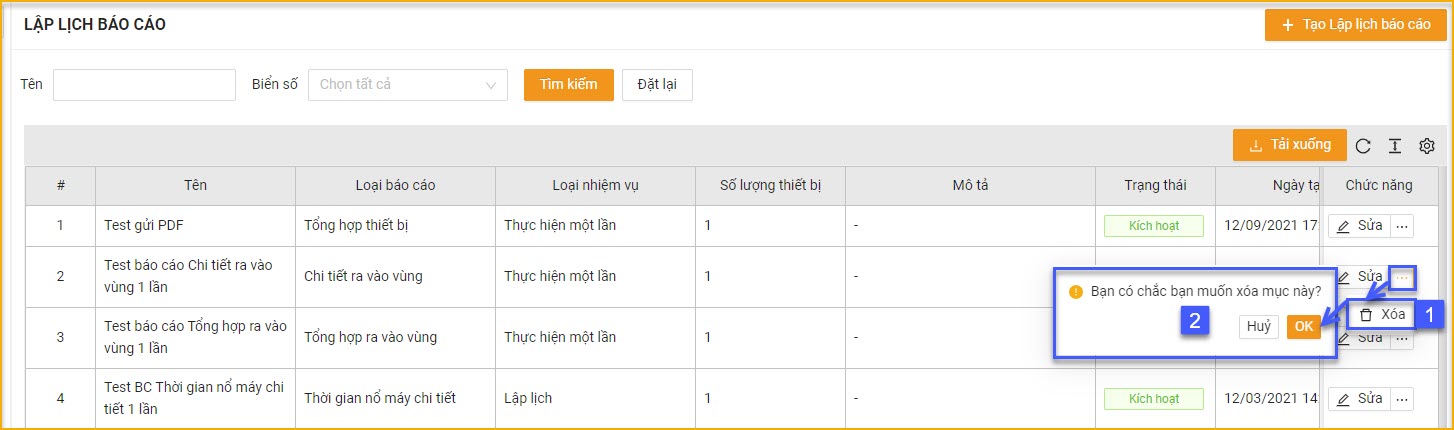 LẬP LỊCH BÁO CÁO
+ Tạo Lập lịch báo cáo
Tên
Biển số
Chọn tất cả
Tìm kiếm
Đặt lại
Tải xuống
# Tên Loại báo cáo Loại nhiệm vụ Số lượng thiết bị Mô tả Trạng thái Ngày tạ Chức năng
1 Test gửi PDF Tổng hợp thiết bị Thực hiện một lần 1 - Kích hoạt 12/09/2021 17: Sửa ...
2 Test báo cáo Chi tiết ra vào
vùng 1 lần Chi tiết ra vào vùng Thực hiện một lần 1 - Sửa ...
Bạn có chắc bạn muốn xóa mục này?
2 Huỷ OK
Xóa 1
3 Test báo cáo Tổng hợp ra vào
vùng 1 lần Tổng hợp ra vào vùng Thực hiện một lần 1 - Sửa
4 Test BC Thời gian nổ máy chi
tiết 1 lần Thời gian nổ máy chi tiết Lập lịch 1 - Kích hoạt 12/03/2021 14: Sửa ...